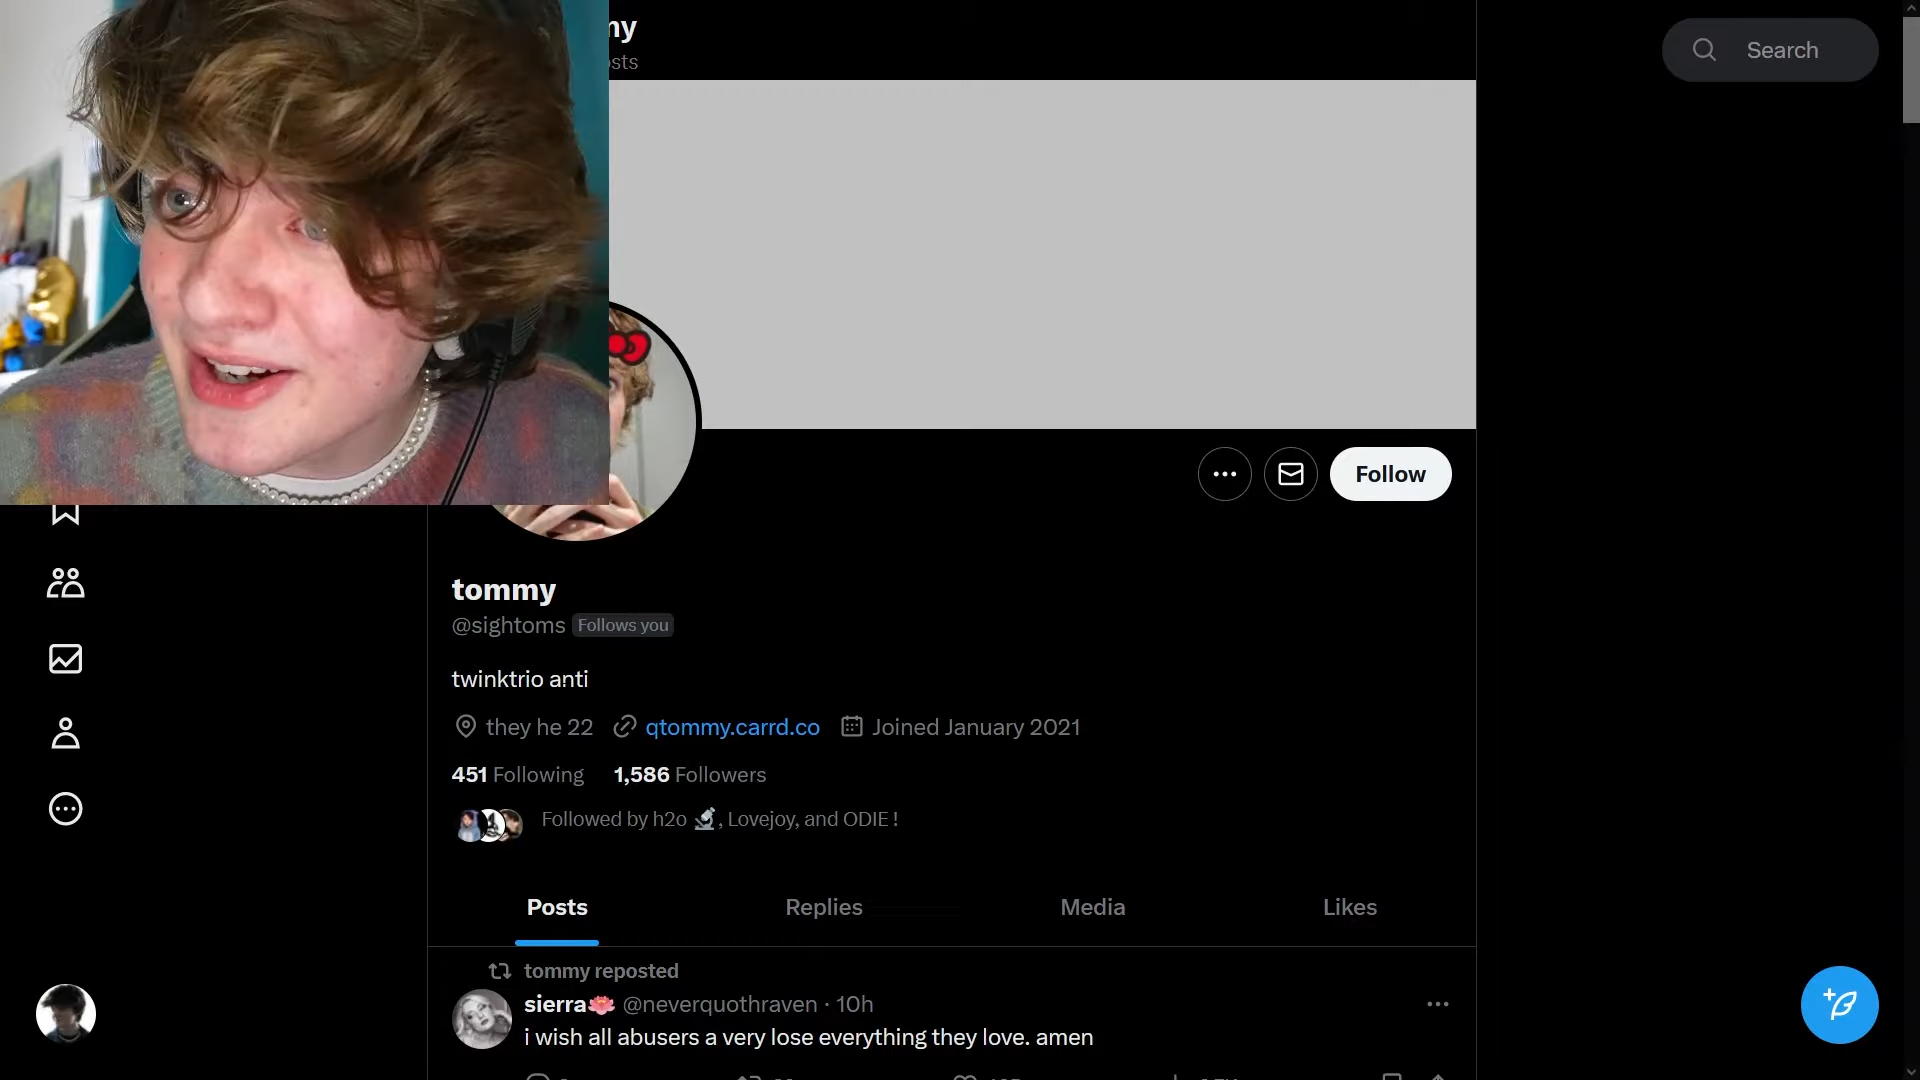 Search
tommy
@sightoms Follows you
twinktrio anti
they he 22 qtommy.carrd.co Joined January 2021
451 Following 1,586 Followers
Followed by h2o 🔬, Lovejoy, and ODIE !
Follow
Posts Replies Media Likes
tommy reposted
sierra🪷 @neverquothraven · 10h
i wish all abusers a very lose everything they love. amen